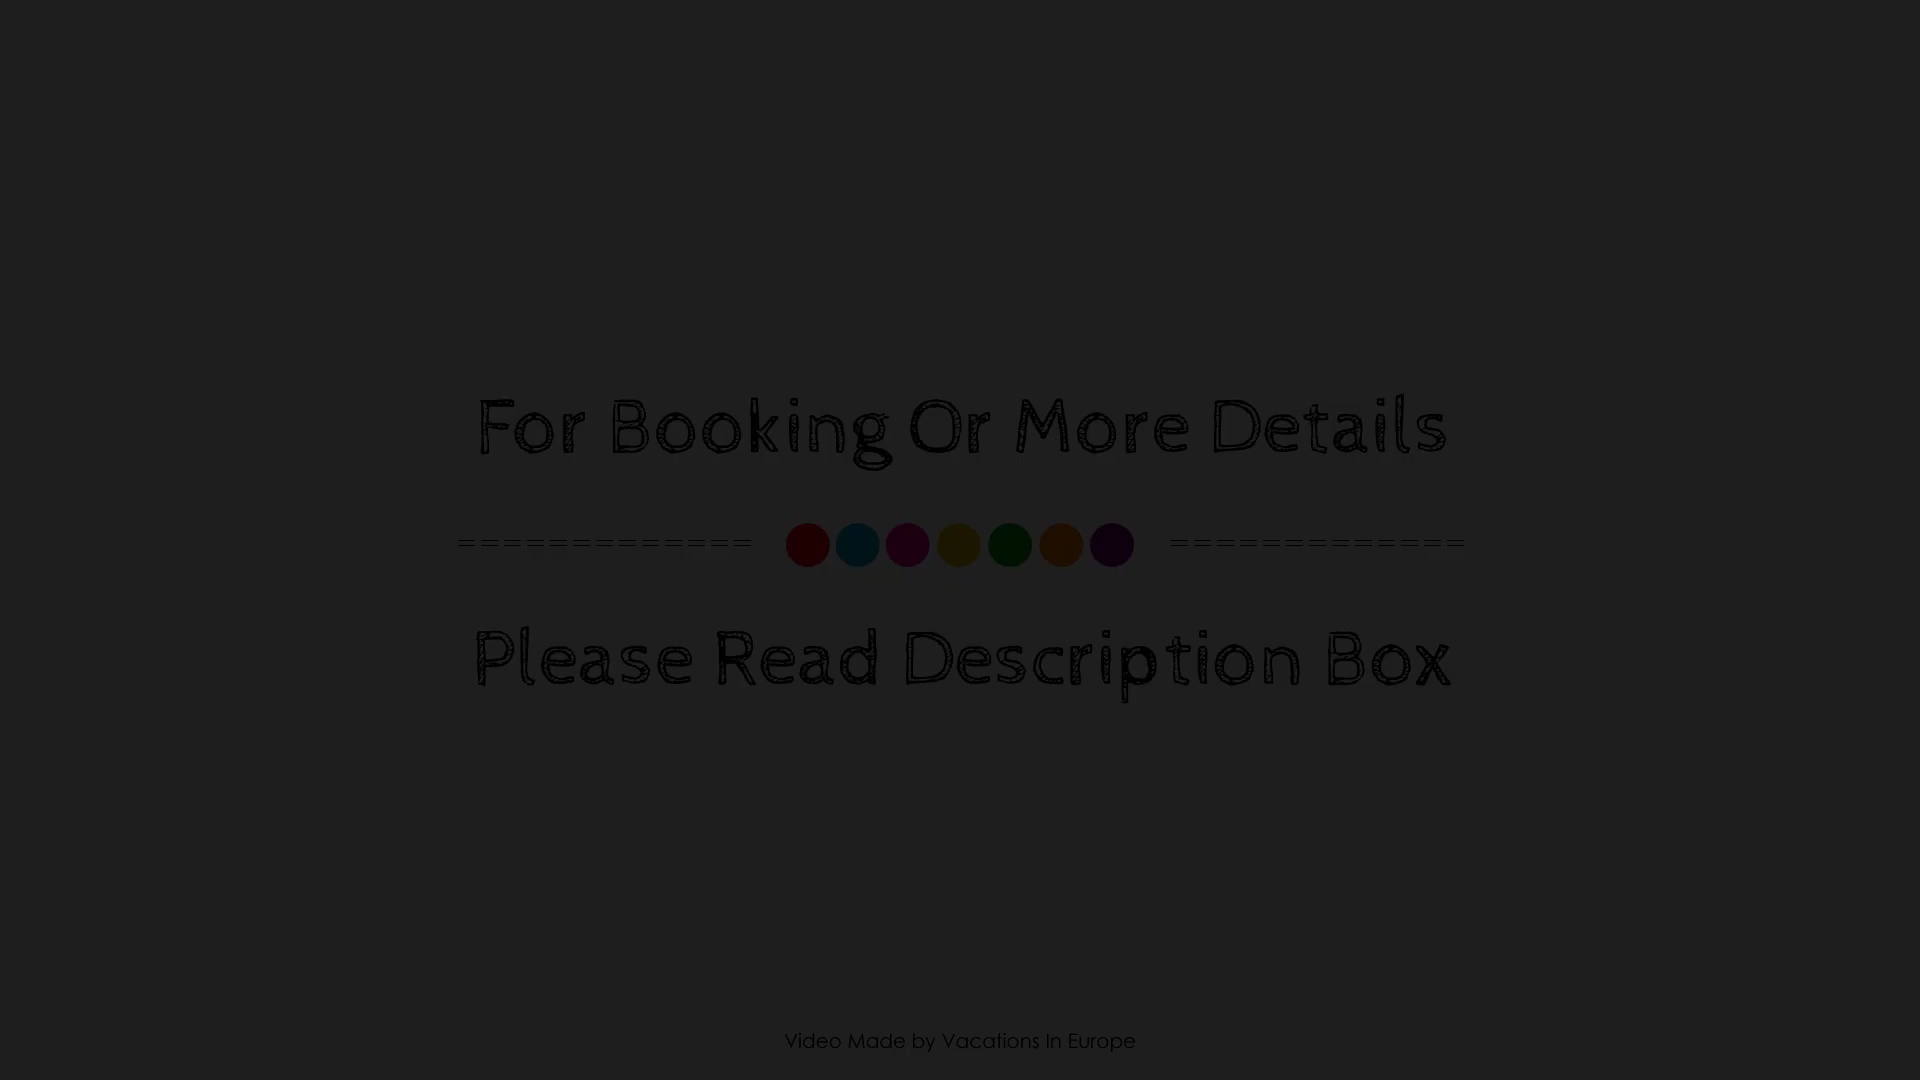 For Booking Or More Details
============= =============
Please Read Description Box
Video Made by Vacations In Europe